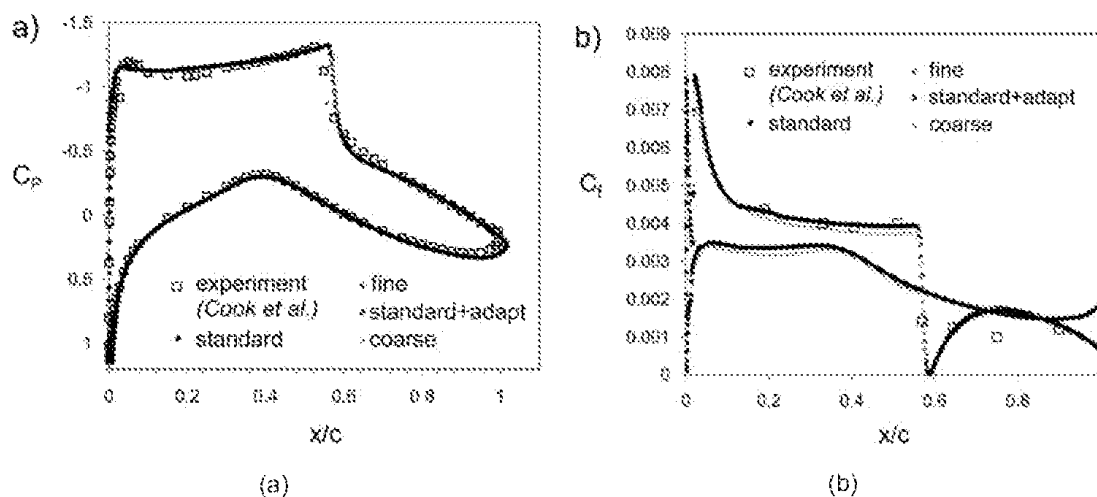 a)
-1.5
-1
-0.5
0
0.5
1
Cp
experiment
(Cook et al.)
standard
fine
standard+adapt
coarse
0 0.2 0.4 0.6 0.8 1
x/c
(a)
b)
0.009
0.008
0.007
0.006
0.005
0.004
0.003
0.002
0.001
0
Cf
experiment
(Cook et al.)
standard
fine
standard+adapt
coarse
0 0.2 0.4 0.6 0.8
x/c
(b)